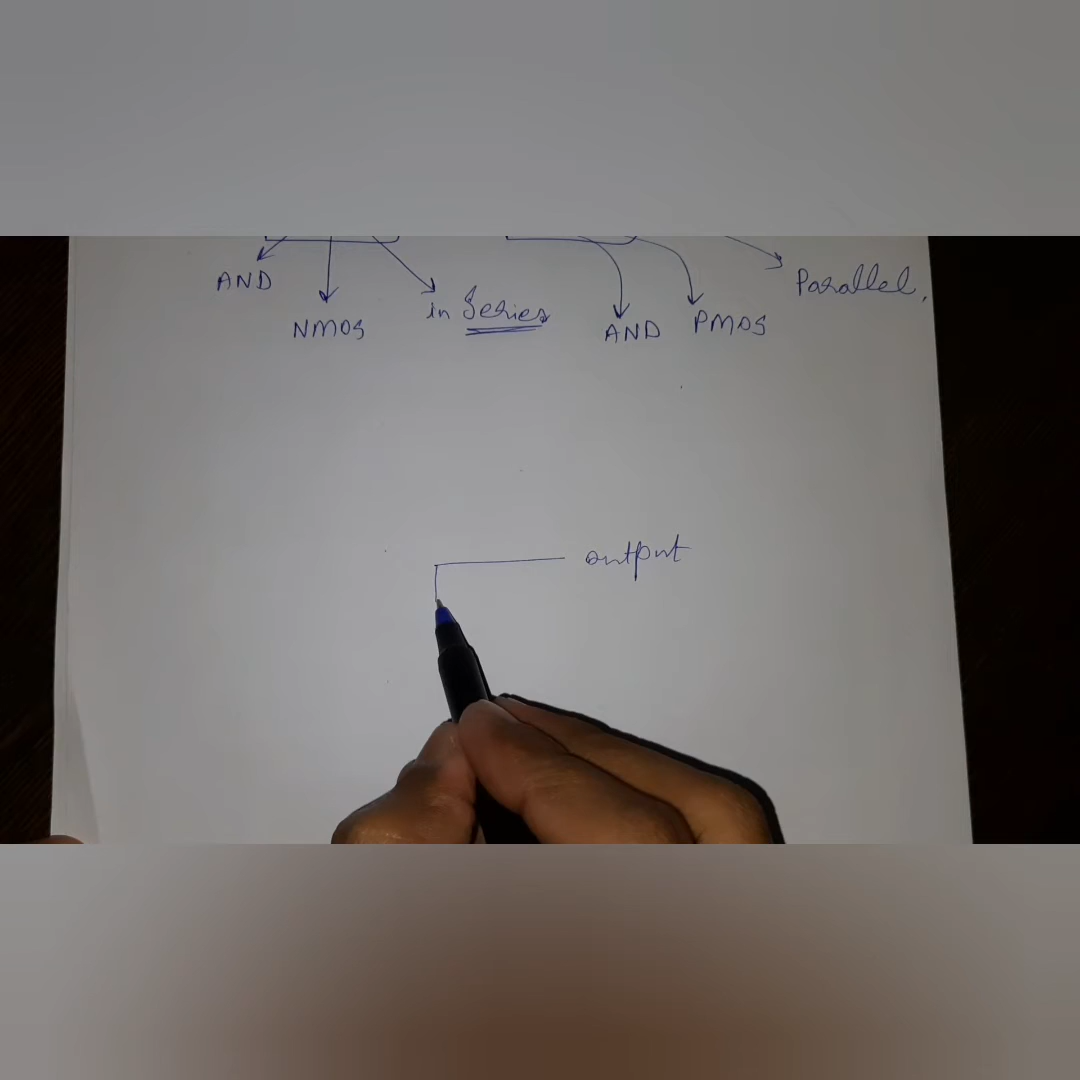 AND
NMOS
in Series
AND
PMOS
Parallel,
output